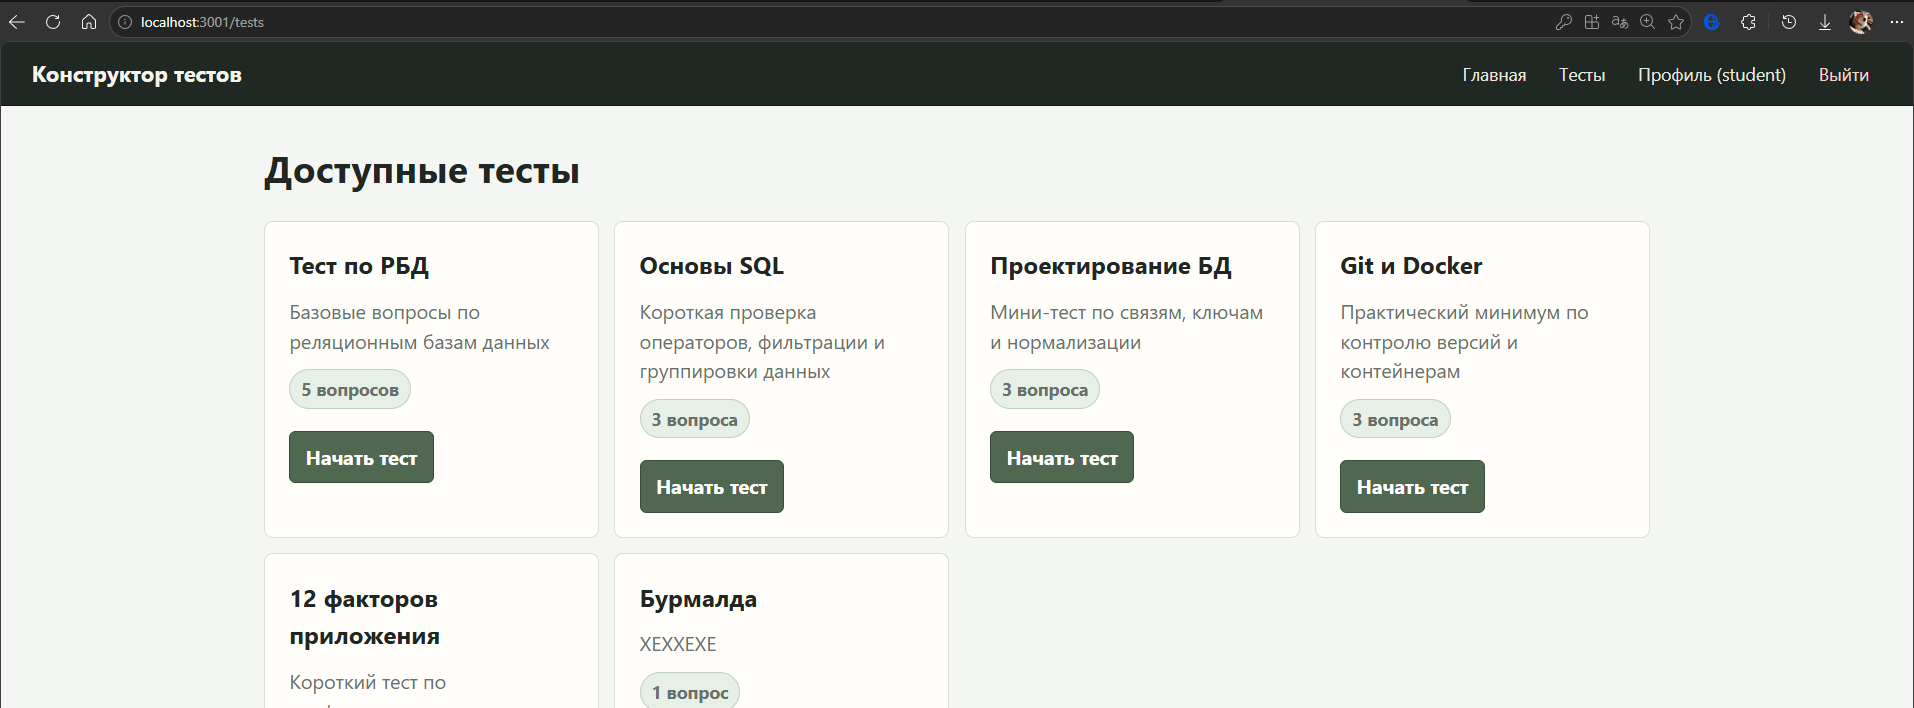 localhost:3001/tests
Конструктор тестов
Главная
Тесты
Профиль (student)
Выйти
Доступные тесты
Тест по РБД
Базовые вопросы по
реляционным базам данных
5 вопросов
Начать тест
Основы SQL
Короткая проверка
операторов, фильтрации и
группировки данных
3 вопроса
Начать тест
Проектирование БД
Мини-тест по связям, ключам
и нормализации
3 вопроса
Начать тест
Git и Docker
Практический минимум по
контролю версий и
контейнерам
3 вопроса
Начать тест
12 факторов
приложения
Короткий тест по
Бурмалда
ХЕХХЕХЕ
1 вопрос